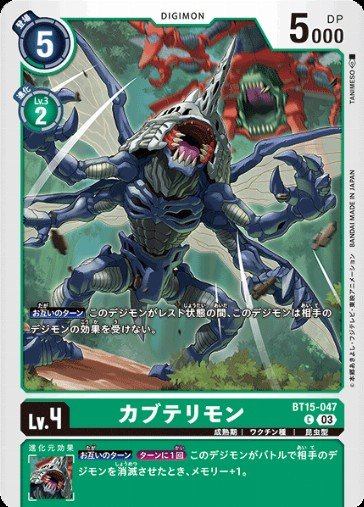 登場
5
DIGIMON
5000
DP
進化
Lv.3
2
TANIMESO
BANDAI MADE IN JAPAN
©本郷あきよし・フジテレビ・東映アニメーション
お互いのターン このデジモンがレスト状態の間、このデジモンは相手の
デジモンの効果を受けない。
BT15-047
Lv.4
カブテリモン
C 03
成熟期 ワクチン種 昆虫型
進化元効果
お互いのターン ターンに1回 このデジモンがバトルで相手のデ
ジモンを消滅させたとき、メモリー+1。